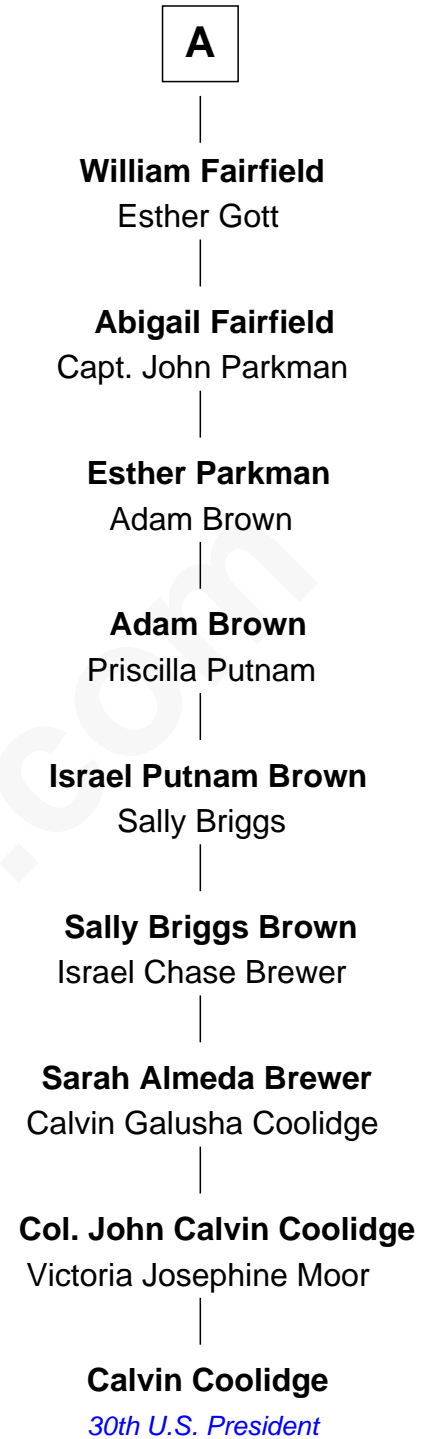 A
William Fairfield
Esther Gott
Abigail Fairfield
Capt. John Parkman
Esther Parkman
Adam Brown
Adam Brown
Priscilla Putnam
Israel Putnam Brown
Sally Briggs
Sally Briggs Brown
Israel Chase Brewer
Sarah Almeda Brewer
Calvin Galusha Coolidge
Col. John Calvin Coolidge
Victoria Josephine Moor
Calvin Coolidge
30th U.S. President
.com